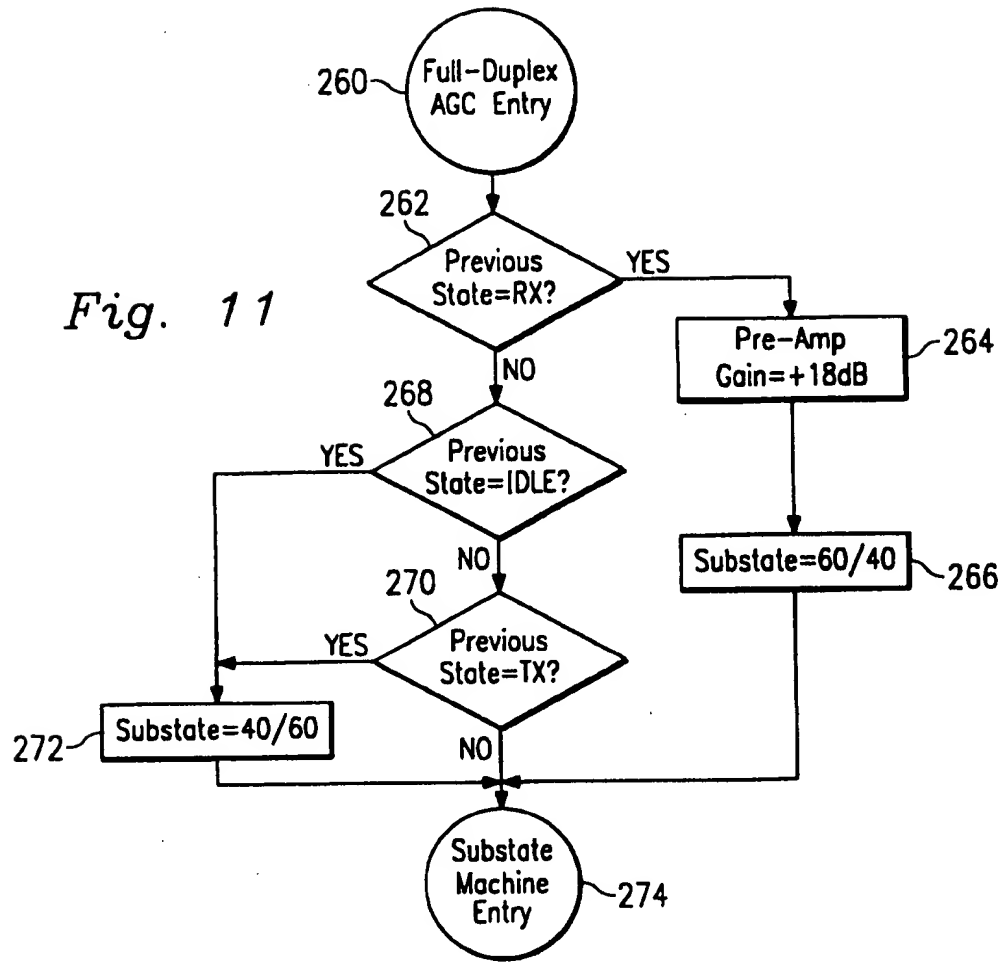 260
Full-Duplex
AGC Entry
262
Previous
State=RX?
YES
Fig. 11
Pre-Amp
Gain=+18dB
264
NO
268
YES
Previous
State=IDLE?
NO
Substate=60/40
266
270
YES
Previous
State=TX?
272
Substate=40/60
NO
Substate
Machine
Entry
274